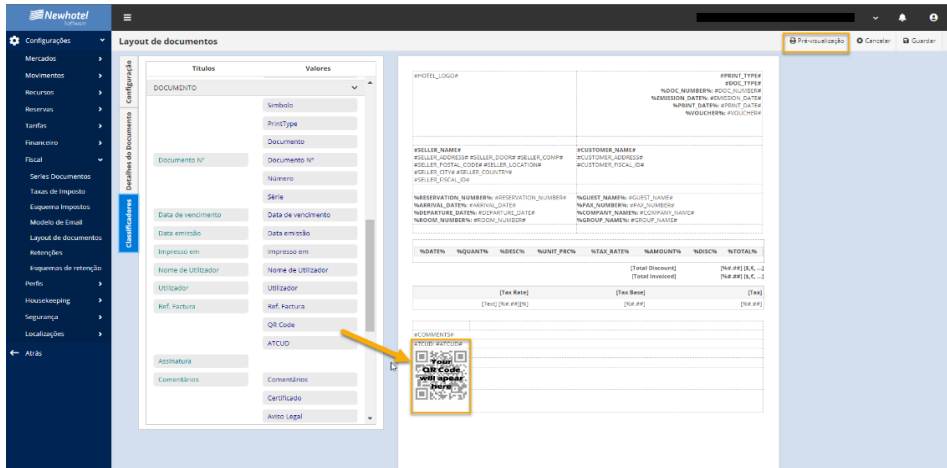 Newhotel
Software
Configurações
Mercados
Movimentos
Recursos
Reservas
Tarifas
Financeiro
Fiscal
Series Documentos
Taxas de Imposto
Esquema Impostos
Modelo de Email
Layout de documentos
Retenções
Esquemas de retenção
Perfis
Housekeeping
Segurança
Localizações
Atrás
Layout de documentos
Pré-visualização
Cancelar
Guardar
Configuração
Detalhes do Documento
Classificadores
Titulos Valores
DOCUMENTO
Simbolo
PrintType
Documento
Documento Nº Documento Nº
Número
Série
Data de vencimento Data de vencimento
Data emissão Data emissão
Impresso em Impresso em
Nome de Utilizador Nome de Utilizador
Utilizador Utilizador
Ref. Factura Ref. Factura
QR Code
ATCUD
Assinatura
Comentários Comentários
Certificado
Aviso Legal
#HOTEL_LOGO#
#PRINT_TYPE#
#DOC_TYPE#
%DOC_NUMBER%: #DOC_NUMBER#
%EMISSION_DATE%: #EMISSION_DATE#
%PRINT_DATE%: #PRINT_DATE#
%VOUCHER%: #VOUCHER#
#SELLER_NAME#
#SELLER_ADDRESS# #SELLER_DOOR# #SELLER_COMP#
#SELLER_POSTAL_CODE# #SELLER_LOCATION#
#SELLER_CITY# #SELLER_COUNTRY#
#SELLER_FISCAL_ID#
#CUSTOMER_NAME#
#CUSTOMER_ADDRESS#
#CUSTOMER_FISCAL_ID#
%RESERVATION_NUMBER%: #RESERVATION_NUMBER#
%ARRIVAL_DATE%: #ARRIVAL_DATE#
%DEPARTURE_DATE%: #DEPARTURE_DATE#
%ROOM_NUMBER%: #ROOM_NUMBER#
%GUEST_NAME%: #GUEST_NAME#
%FAX_NUMBER%: #FAX_NUMBER#
%COMPANY_NAME%: #COMPANY_NAME#
%GROUP_NAME%: #GROUP_NAME#
%DATE% %QUANT% %DESC% %UNIT_PRC% %TAX_RATE% %AMOUNT% %DISC% %TOTAL%
[Total Discount] [%#.##] [$,€, ...]
[Total Invoiced] [%#.##] [$,€, ...]
[Tax Rate] [Tax Base] [Tax]
[Text] [%#.##][%] [%#.##] [%#.##]
#COMMENTS#
ATCUD: #ATCUD#
Your
QR Code
will apear
here